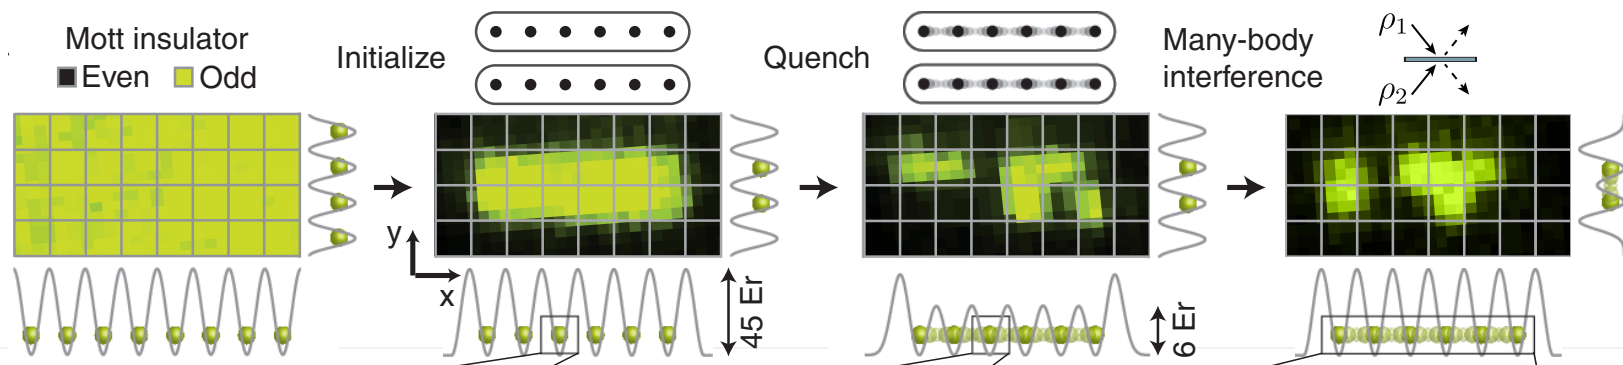 Mott insulator
Even Odd
Initialize
Quench
Many-body
interference
ρ1
ρ2
y
x
45 Er
6 Er